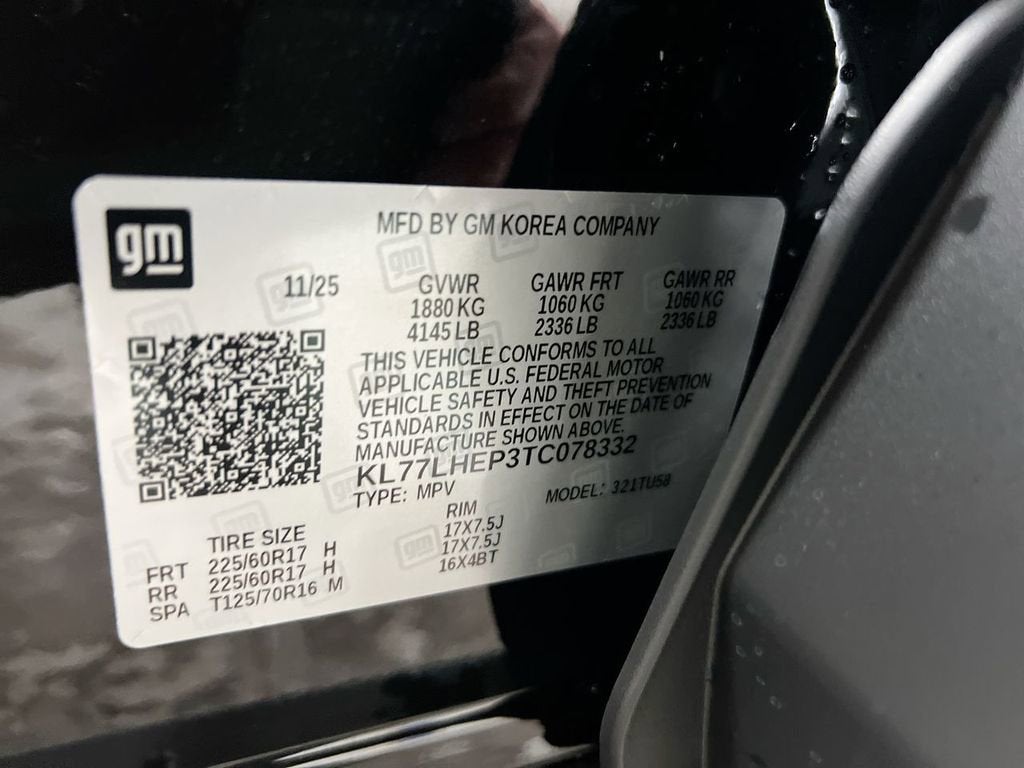 gm
MFD BY GM KOREA COMPANY
11/25 GVWR GAWR FRT GAWR RR
1880 KG 1060 KG 1060 KG
4145 LB 2336 LB 2336 LB
THIS VEHICLE CONFORMS TO ALL
APPLICABLE U.S. FEDERAL MOTOR
VEHICLE SAFETY AND THEFT PREVENTION
STANDARDS IN EFFECT ON THE DATE OF
MANUFACTURE SHOWN ABOVE.
KL77LHEP3TC078332
TYPE: MPV MODEL: 321TU58
TIRE SIZE RIM
FRT 225/60R17 H 17X7.5J
RR 225/60R17 H 17X7.5J
SPA T125/70R16 M 16X4BT